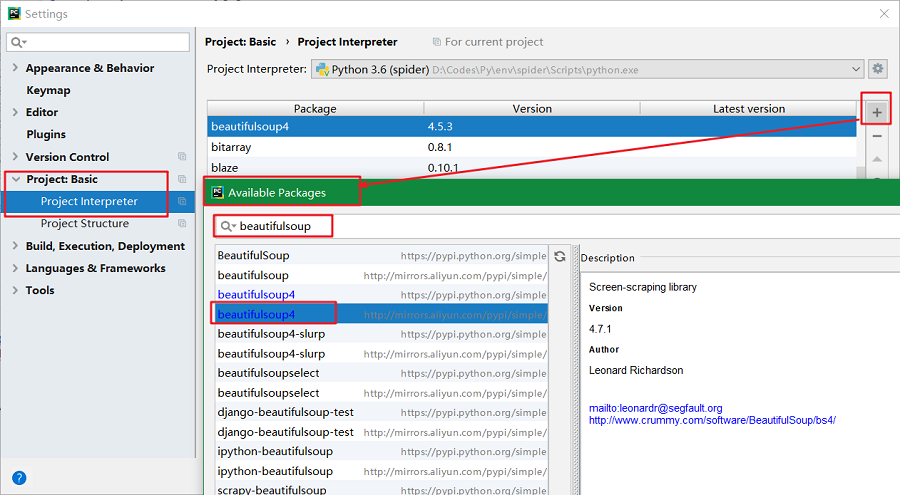 Settings
Appearance & Behavior
Keymap
Editor
Plugins
Version Control
Project: Basic
Project Interpreter
Project Structure
Build, Execution, Deployment
Languages & Frameworks
Tools
Project: Basic › Project Interpreter For current project
Project Interpreter: Python 3.6 (spider) D:\Codes\Py\env\spider\Scripts\python.exe
Package Version Latest version
beautifulsoup4 4.5.3
bitarray 0.8.1
blaze 0.10.1
Available Packages
beautifulsoup
BeautifulSoup https://pypi.python.org/simple
beautifulsoup http://mirrors.aliyun.com/pypi/simple/
beautifulsoup4 https://pypi.python.org/simple
beautifulsoup4 http://mirrors.aliyun.com/pypi/simple/
beautifulsoup4-slurp https://pypi.python.org/simple
beautifulsoup4-slurp http://mirrors.aliyun.com/pypi/simple/
beautifulsoupselect https://pypi.python.org/simple
beautifulsoupselect http://mirrors.aliyun.com/pypi/simple/
django-beautifulsoup-test https://pypi.python.org/simple
django-beautifulsoup-test http://mirrors.aliyun.com/pypi/simple/
ipython-beautifulsoup https://pypi.python.org/simple
ipython-beautifulsoup http://mirrors.aliyun.com/pypi/simple/
scrapy-beautifulsoup https://pypi.python.org/simple
Description
Screen-scraping library
Version
4.7.1
Author
Leonard Richardson
mailto:leonardr@segfault.org
http://www.crummy.com/software/BeautifulSoup/bs4/